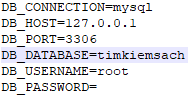 DB_CONNECTION=mysql
DB_HOST=127.0.0.1
DB_PORT=3306
DB_DATABASE=timkiemsach
DB_USERNAME=root
DB_PASSWORD=